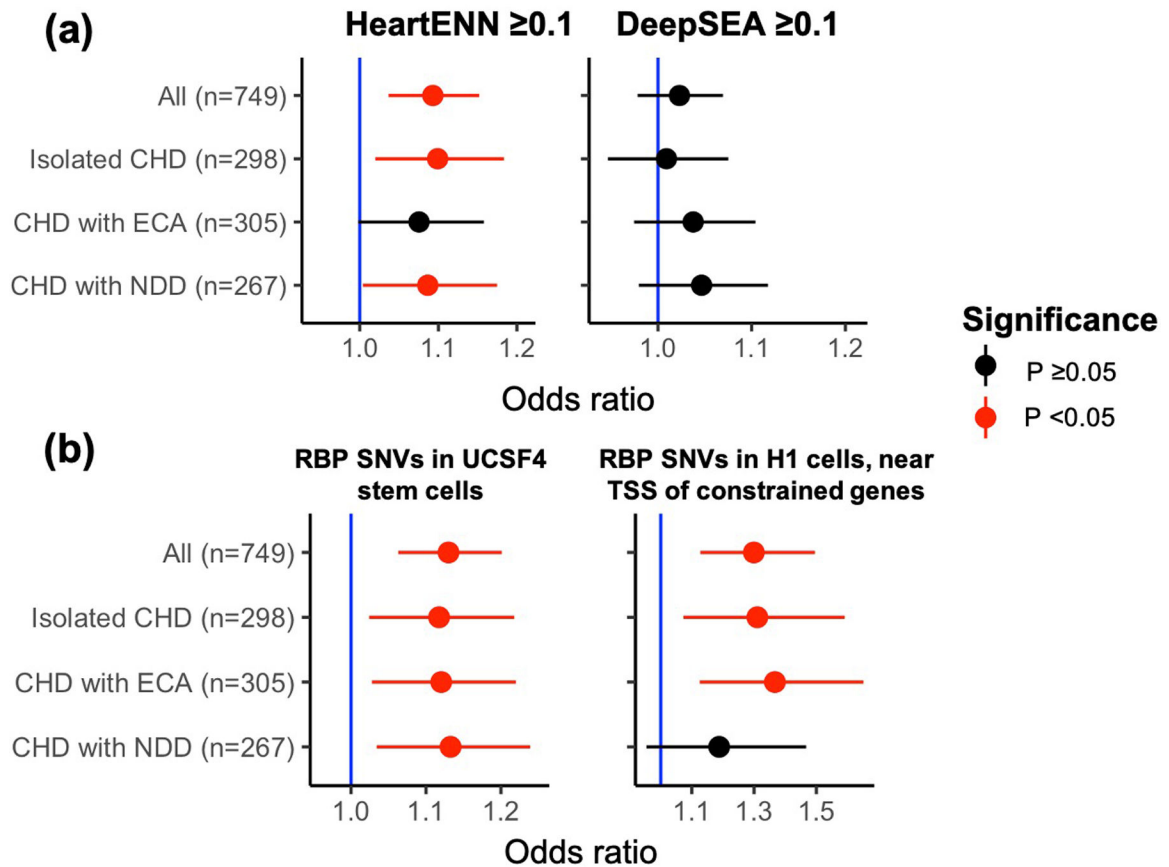 (a)
HeartENN ≥0.1
DeepSEA ≥0.1
All (n=749)
Isolated CHD (n=298)
CHD with ECA (n=305)
CHD with NDD (n=267)
1.0 1.1 1.2
1.0 1.1 1.2
Odds ratio
Significance
P ≥0.05
P <0.05
(b)
RBP SNVs in UCSF4
stem cells
RBP SNVs in H1 cells, near
TSS of constrained genes
All (n=749)
Isolated CHD (n=298)
CHD with ECA (n=305)
CHD with NDD (n=267)
1.0 1.1 1.2
1.1 1.3 1.5
Odds ratio